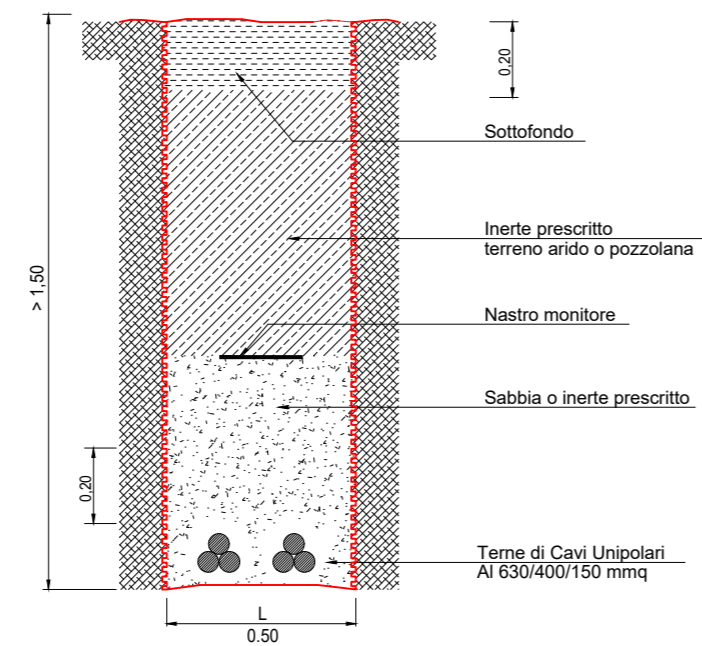 0,20
Sottofondo
Inerte prescritto
terreno arido o pozzolana
> 1,50
Nastro monitore
Sabbia o inerte prescritto
0,20
Terne di Cavi Unipolari
Al 630/400/150 mmq
L
0.50